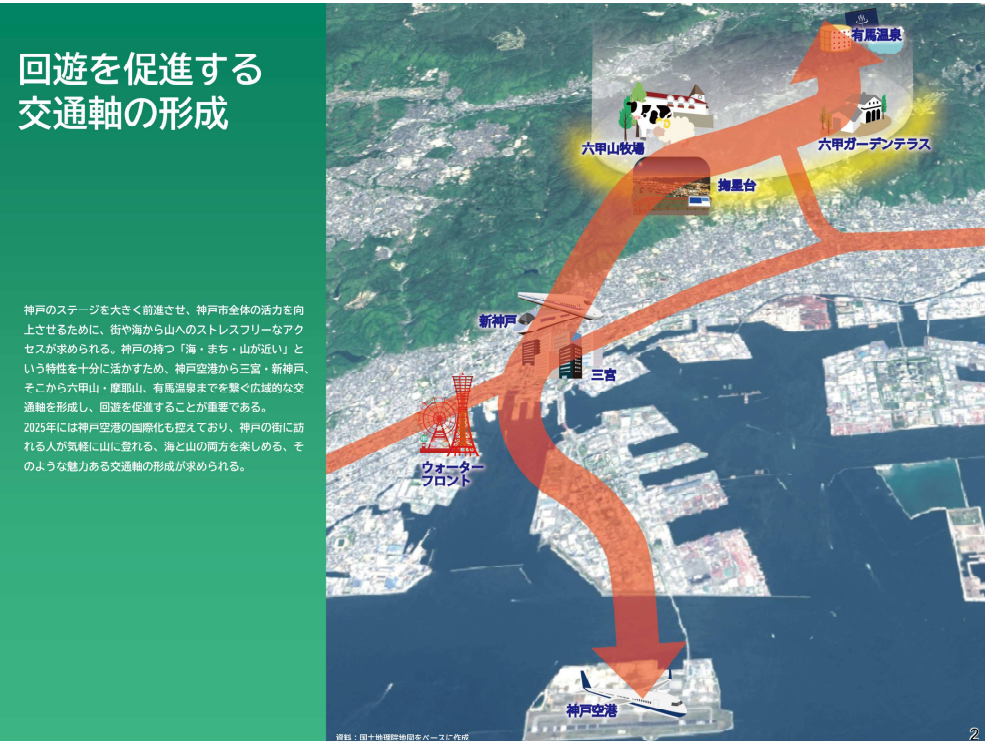 回遊を促進する
交通軸の形成
神戸のステージを大きく前進させ、神戸市全体の活力を向
上させるために、街や海から山へのストレスフリーなアク
セスが求められる。神戸の持つ「海・まち・山が近い」と
いう特性を十分に活かすため、神戸空港から三宮・新神戸、
そこから六甲山・摩耶山、有馬温泉までを繋ぐ広域的な交
通軸を形成し、回遊を促進することが重要である。
2025年には神戸空港の国際化も控えており、神戸の街に訪
れる人が気軽に山に登れる、海と山の両方を楽しめる、そ
のような魅力ある交通軸の形成が求められる。
有馬温泉
六甲山牧場
六甲ガーデンテラス
掬星台
新神戸
三宮
ウォーター
フロント
神戸空港
資料：国土地理院地図をベースに作成
2